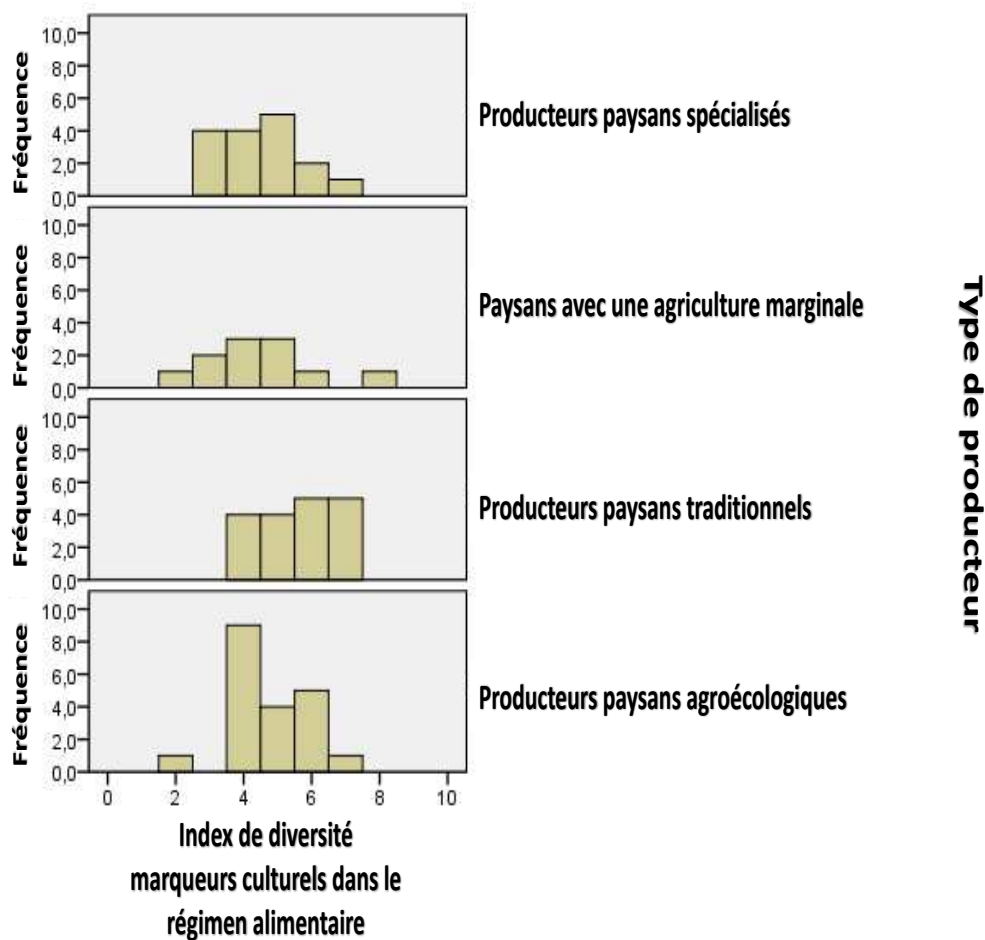 Fréquence
10,0
8,0
6,0
4,0
2,0
0,0
Producteurs paysans spécialisés
Fréquence
10,0
8,0
6,0
4,0
2,0
0,0
Paysans avec une agriculture marginale
Fréquence
10,0
8,0
6,0
4,0
2,0
0,0
Producteurs paysans traditionnels
Fréquence
10,0
8,0
6,0
4,0
2,0
0,0
Producteurs paysans agroécologiques
0 2 4 6 8 10
Index de diversité
marqueurs culturels dans le
régimen alimentaire
Type de producteur